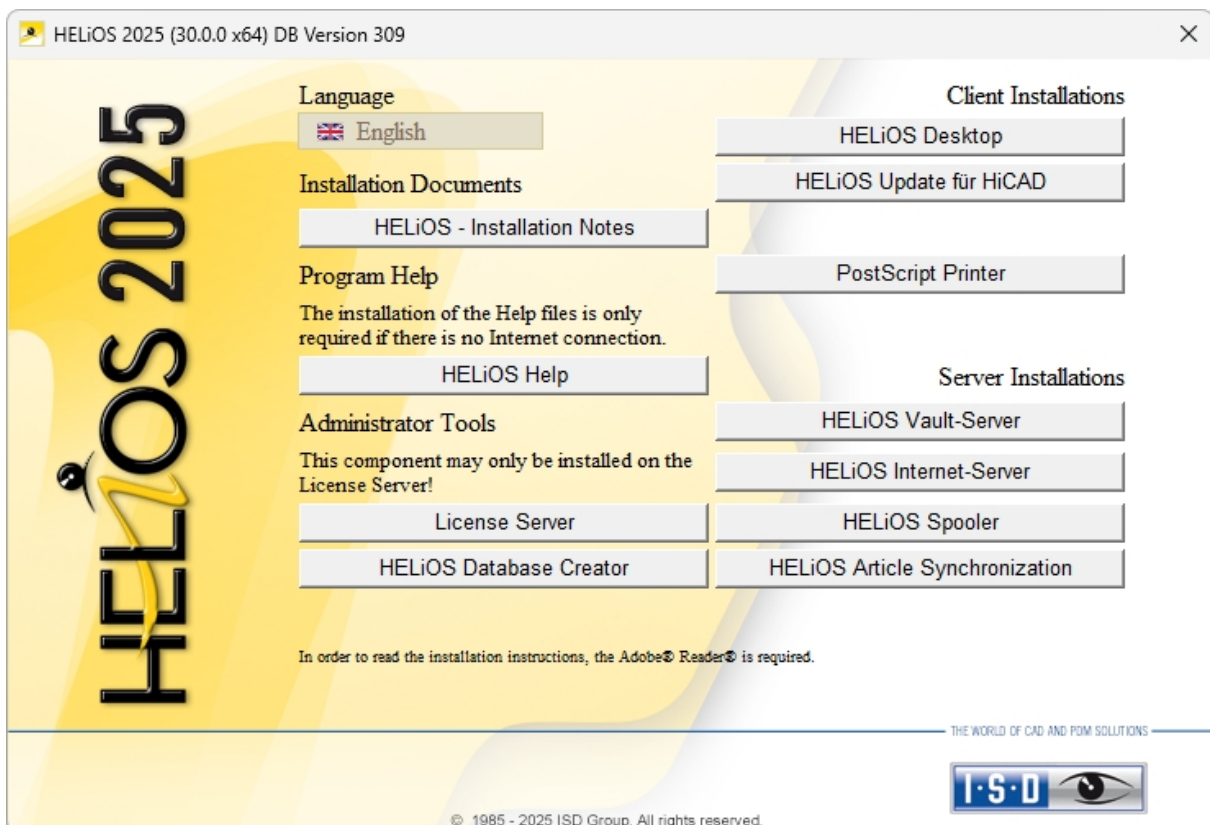 HELiOS 2025 (30.0.0 x64) DB Version 309
HELiOS 2025
Language
English
Installation Documents
HELiOS - Installation Notes
Program Help
The installation of the Help files is only
required if there is no Internet connection.
HELiOS Help
Administrator Tools
This component may only be installed on the
License Server!
License Server
HELiOS Database Creator
Client Installations
HELiOS Desktop
HELiOS Update für HiCAD
PostScript Printer
Server Installations
HELiOS Vault-Server
HELiOS Internet-Server
HELiOS Spooler
HELiOS Article Synchronization
In order to read the installation instructions, the Adobe® Reader® is required.
THE WORLD OF CAD AND PDM SOLUTIONS
I·S·D
© 1985 - 2025 ISD Group. All rights reserved.